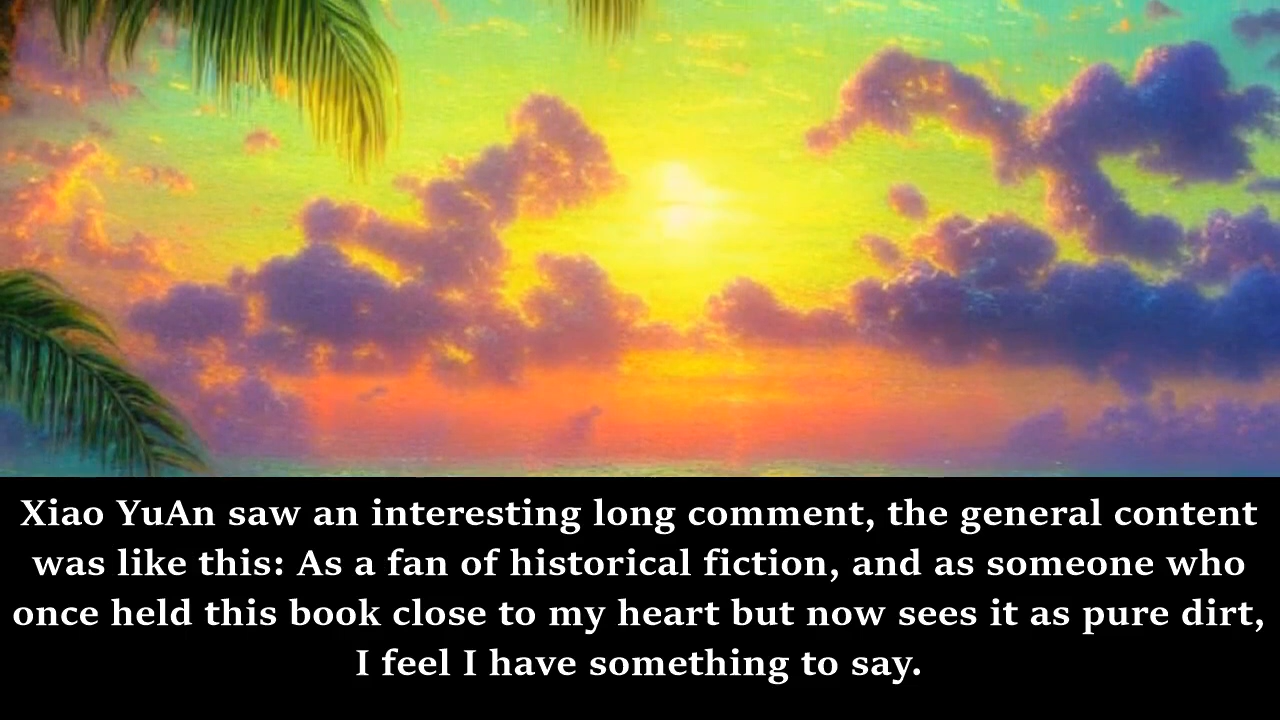 Xiao YuAn saw an interesting long comment, the general content
was like this: As a fan of historical fiction, and as someone who
once held this book close to my heart but now sees it as pure dirt,
I feel I have something to say.